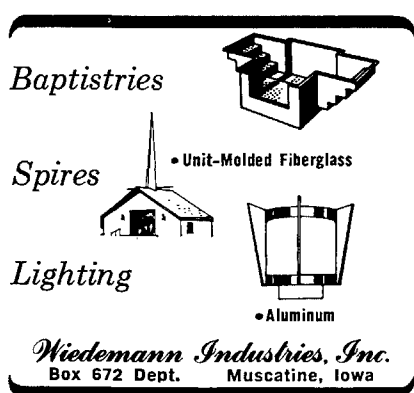 Baptistries
• Unit-Molded Fiberglass
Spires
Lighting
• Aluminum
Wiedemann Industries, Inc.
Box 672 Dept. Muscatine, Iowa